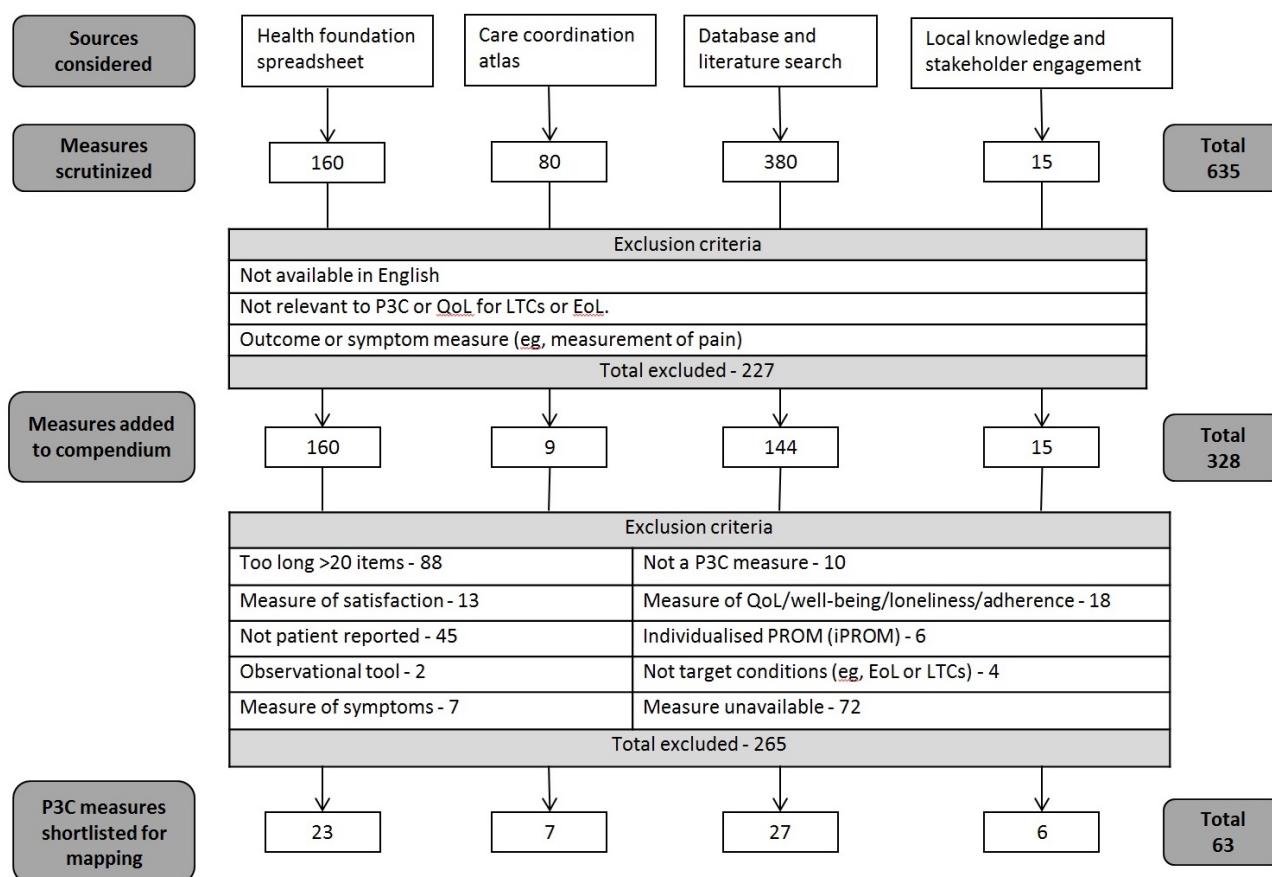 Sources
considered
Health foundation
spreadsheet
Care coordination
atlas
Database and
literature search
Local knowledge and
stakeholder engagement
Measures
scrutinized
160
80
380
15
Total
635
Exclusion criteria
Not available in English
Not relevant to P3C or QoL for LTCs or EoL.
Outcome or symptom measure (eg, measurement of pain)
Total excluded - 227
Measures added
to compendium
160
9
144
15
Total
328
Exclusion criteria
Too long >20 items - 88
Not a P3C measure - 10
Measure of satisfaction - 13
Measure of QoL/well-being/loneliness/adherence - 18
Not patient reported - 45
Individualised PROM (iPROM) - 6
Observational tool - 2
Not target conditions (eg, EoL or LTCs) - 4
Measure of symptoms - 7
Measure unavailable - 72
Total excluded - 265
P3C measures
shortlisted for
mapping
23
7
27
6
Total
63